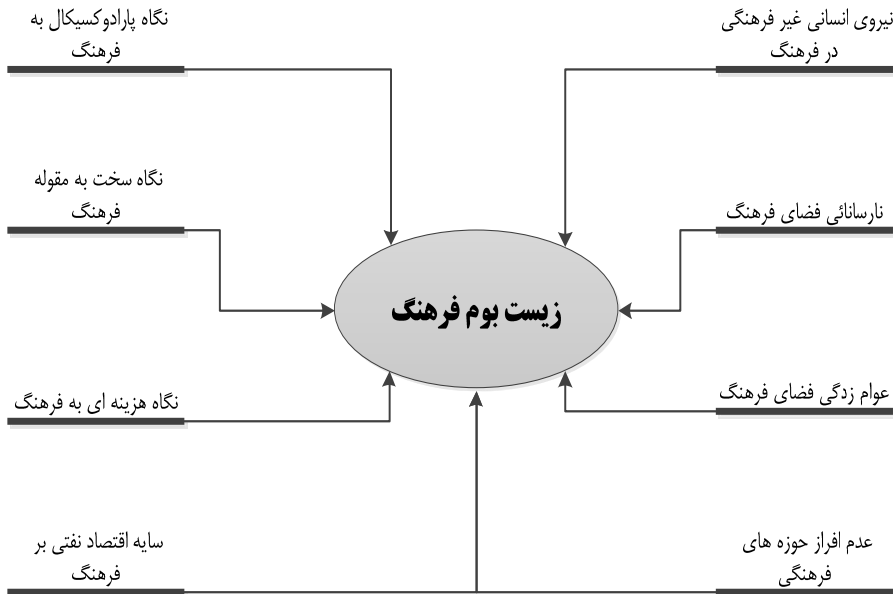 نیروی انسانی غیر فرهنگی
در فرهنگ
نگاه پارادوکسیکال به
فرهنگ
نارسانائی فضای فرهنگ
نگاه سخت به مقوله
فرهنگ
زیست بوم فرهنگ
عوام زدگی فضای فرهنگ
نگاه هزینه ای به فرهنگ
عدم افراز حوزه های
فرهنگی
سایه اقتصاد نفتی بر
فرهنگ